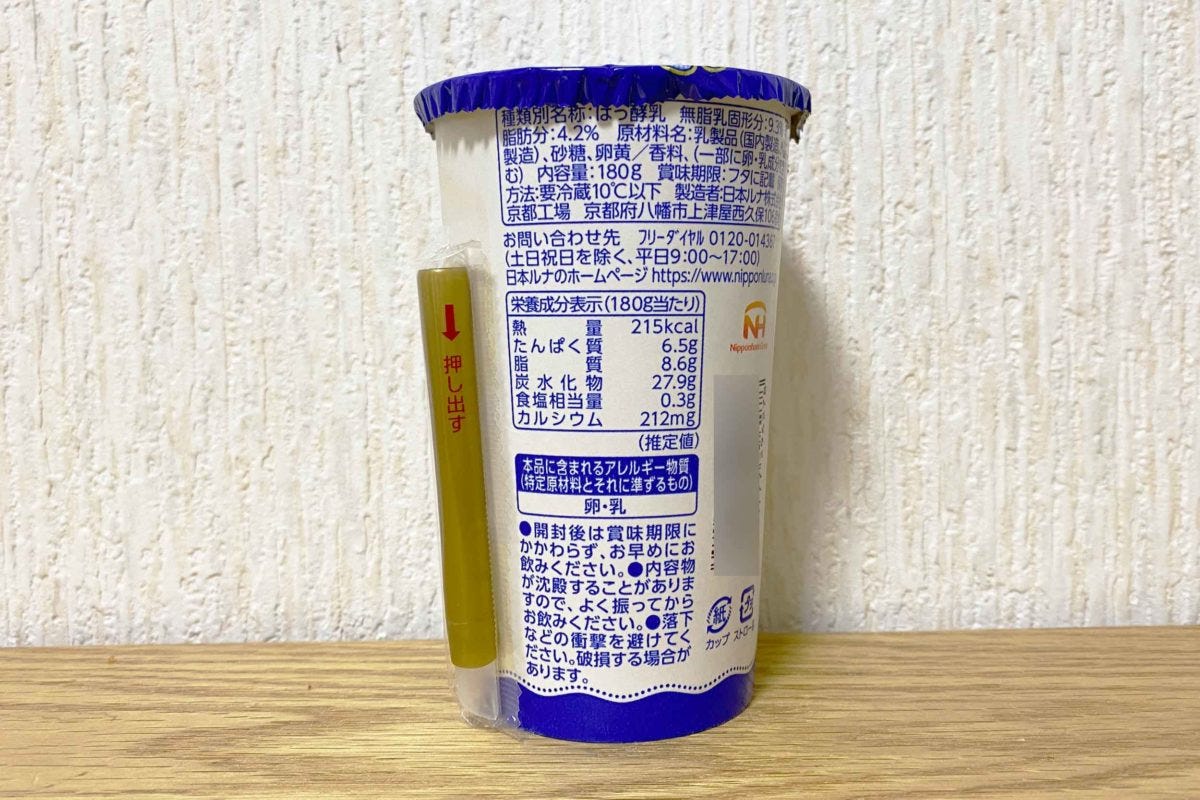 種類別名称:はっ酵乳 無脂乳固形分:9.3%
脂肪分:4.2% 原材料名:乳製品(国内製造
製造)、砂糖、卵黄/香料、(一部に卵・乳成分
む) 内容量:180g 賞味期限:フタに記載
方法:要冷蔵10℃以下 製造者:日本ルナ株式
京都工場 京都府八幡市上津屋西久保
お問い合わせ先 フリーダイヤル 0120-014
(土日祝日を除く、平日9:00~17:00)
日本ルナのホームページ https://www.nipponluna
栄養成分表示(180g当たり)
熱量 215kcal
たんぱく質 6.5g
脂質 8.6g
炭水化物 27.9g
食塩相当量 0.3g
カルシウム 212mg
(推定値)
本品に含まれるアレルギー物質
(特定原材料とそれに準ずるもの)
卵・乳
●開封後は賞味期限に
かかわらず、お早めにお
飲みください。●内容物
が沈殿することがありま
すので、よく振ってから
お飲みください。●落下
などの衝撃を避けてく
ださい。破損する場合が
あります。
↓押し出す
NH
紙
カップ
プラ
ストロー